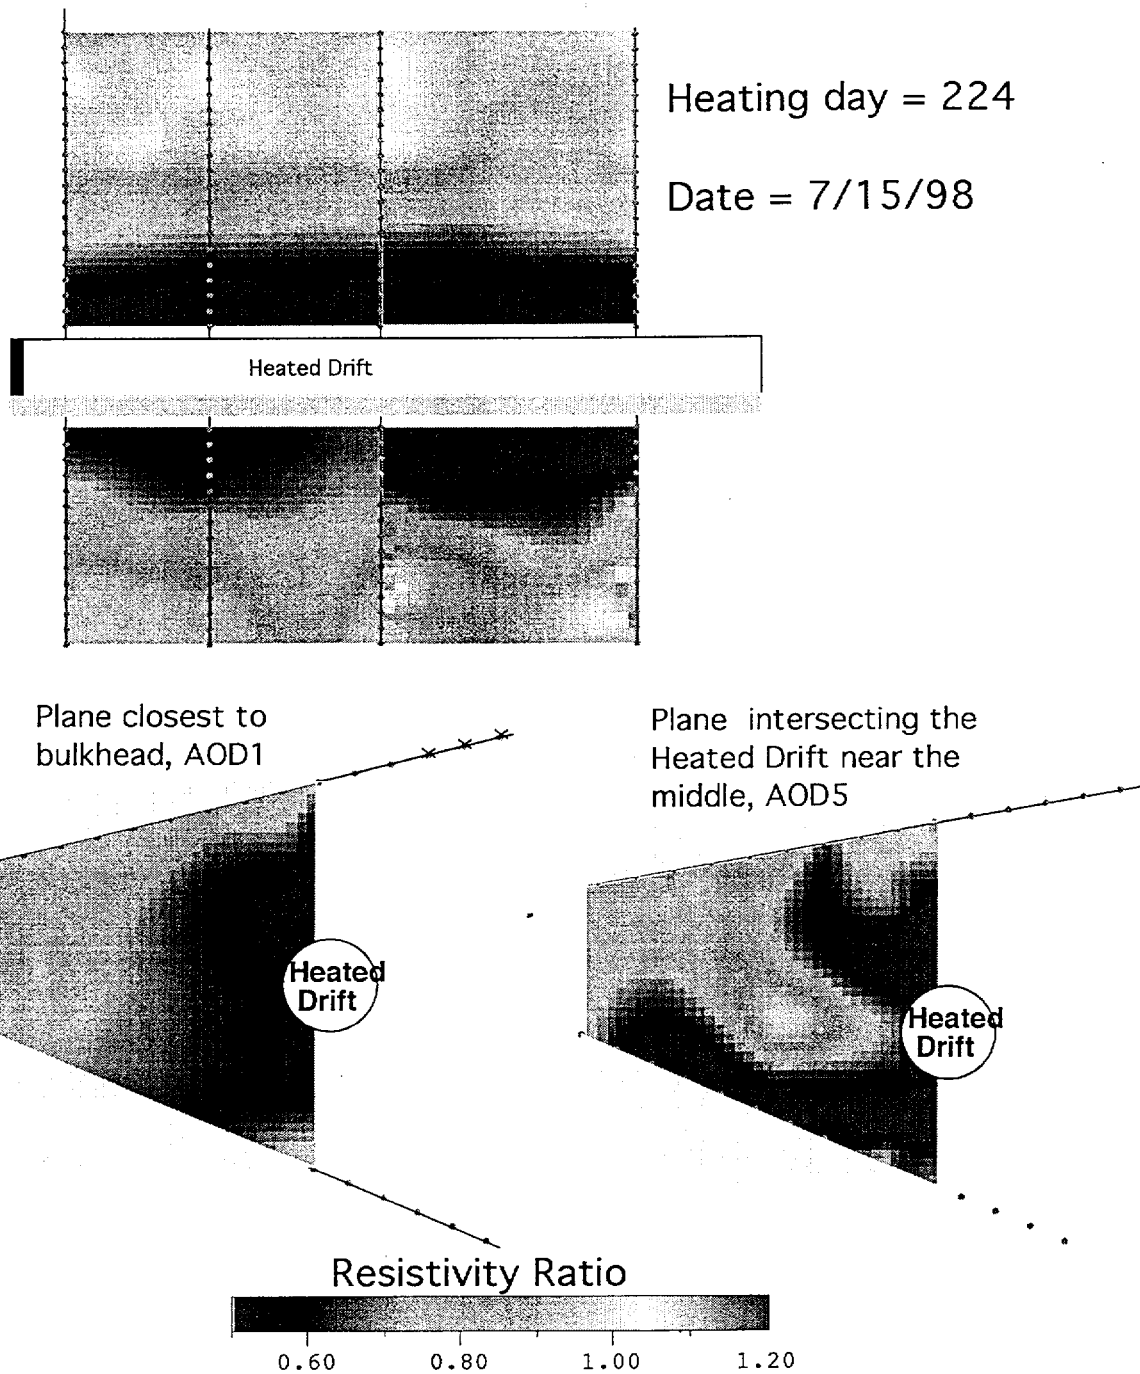 Heating day = 224
Date = 7/15/98
Heated Drift
Plane closest to
bulkhead, AOD1
Plane intersecting the
Heated Drift near the
middle, AOD5
Heated
Drift
Heated
Drift
Resistivity Ratio
0.60 0.80 1.00 1.20